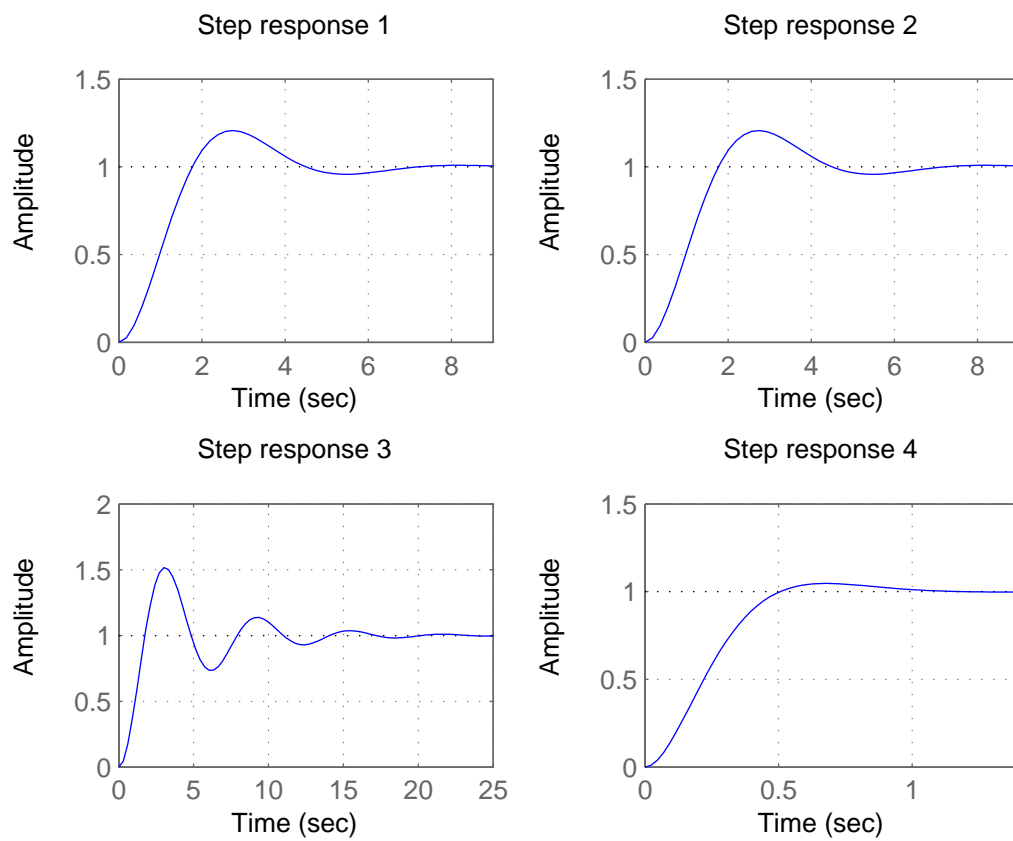 Step response 1
1.5
1
0.5
0
Amplitude
0 2 4 6 8
Time (sec)
Step response 2
1.5
1
0.5
0
Amplitude
0 2 4 6 8
Time (sec)
Step response 3
2
1.5
1
0.5
0
Amplitude
0 5 10 15 20 25
Time (sec)
Step response 4
1.5
1
0.5
0
Amplitude
0 0.5 1
Time (sec)